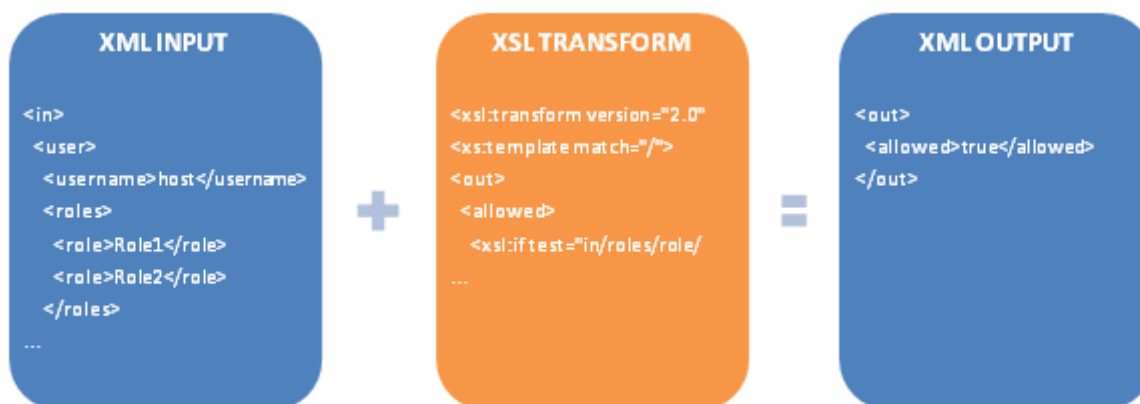 XML INPUT
<in>
<user>
<username>host</username>
<roles>
<role>Role1</role>
<role>Role2</role>
</roles>
...
XSL TRANSFORM
<xsl:transform version="2.0"
<xs:template match="/">
<out>
<allowed>
<xsl:if test="in/roles/role/
...
XML OUTPUT
<out>
<allowed>true</allowed>
</out>